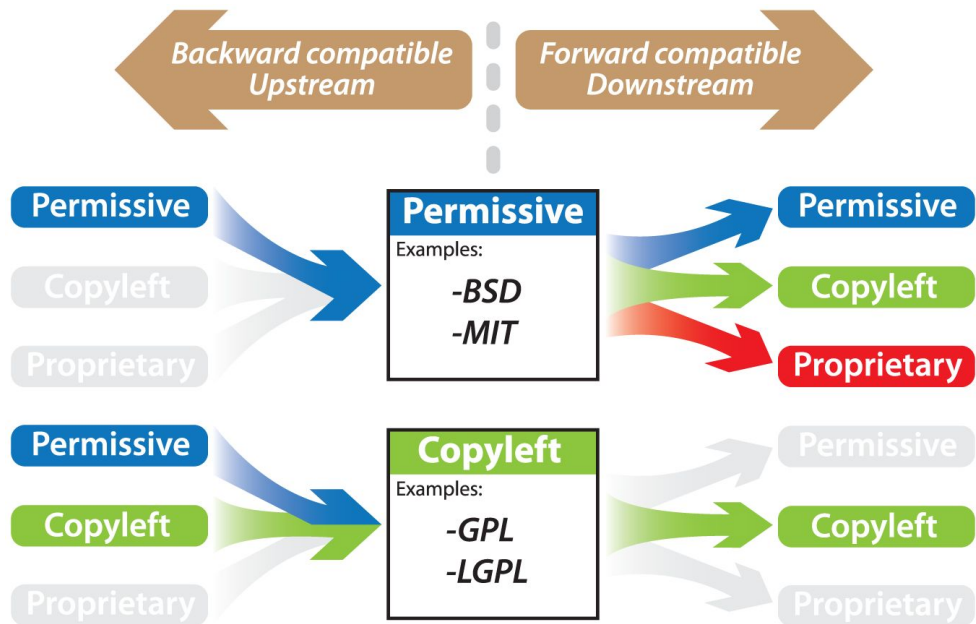 Backward compatible
Upstream
Forward compatible
Downstream
Permissive
Copyleft
Proprietary
Permissive
Examples:
-BSD
-MIT
Permissive
Copyleft
Proprietary
Permissive
Copyleft
Proprietary
Copyleft
Examples:
-GPL
-LGPL
Permissive
Copyleft
Proprietary